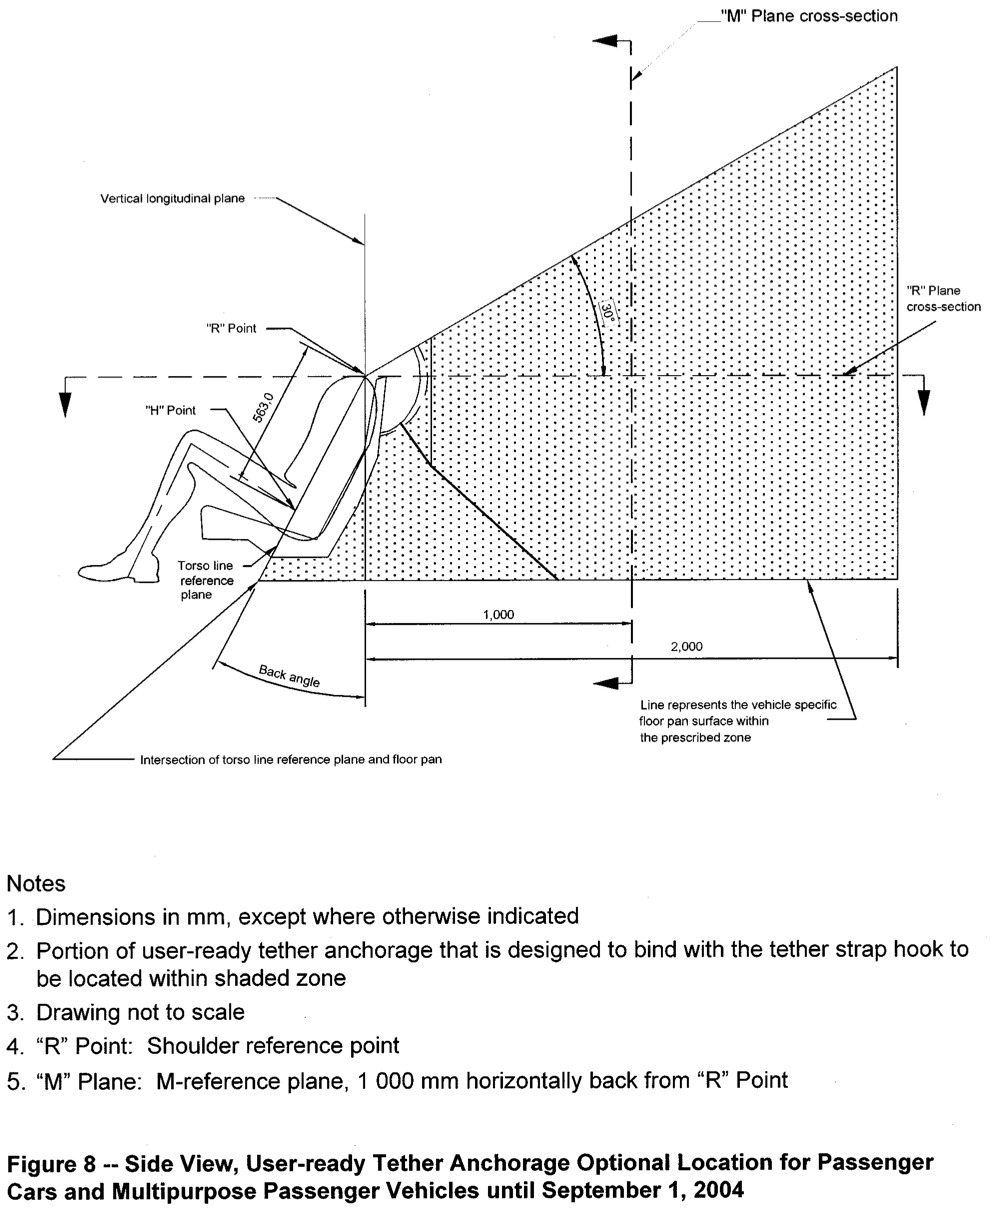 "M" Plane cross-section
Vertical longitudinal plane
"R" Plane
cross-section
30°
"R" Point
563,0
"H" Point
Torso line
reference
plane
1,000
2,000
Back angle
Line represents the vehicle specific
floor pan surface within
the prescribed zone
Intersection of torso line reference plane and floor pan
Notes
1. Dimensions in mm, except where otherwise indicated
2. Portion of user-ready tether anchorage that is designed to bind with the tether strap hook to
be located within shaded zone
3. Drawing not to scale
4. “R” Point: Shoulder reference point
5. “M” Plane: M-reference plane, 1 000 mm horizontally back from “R” Point
Figure 8 -- Side View, User-ready Tether Anchorage Optional Location for Passenger
Cars and Multipurpose Passenger Vehicles until September 1, 2004